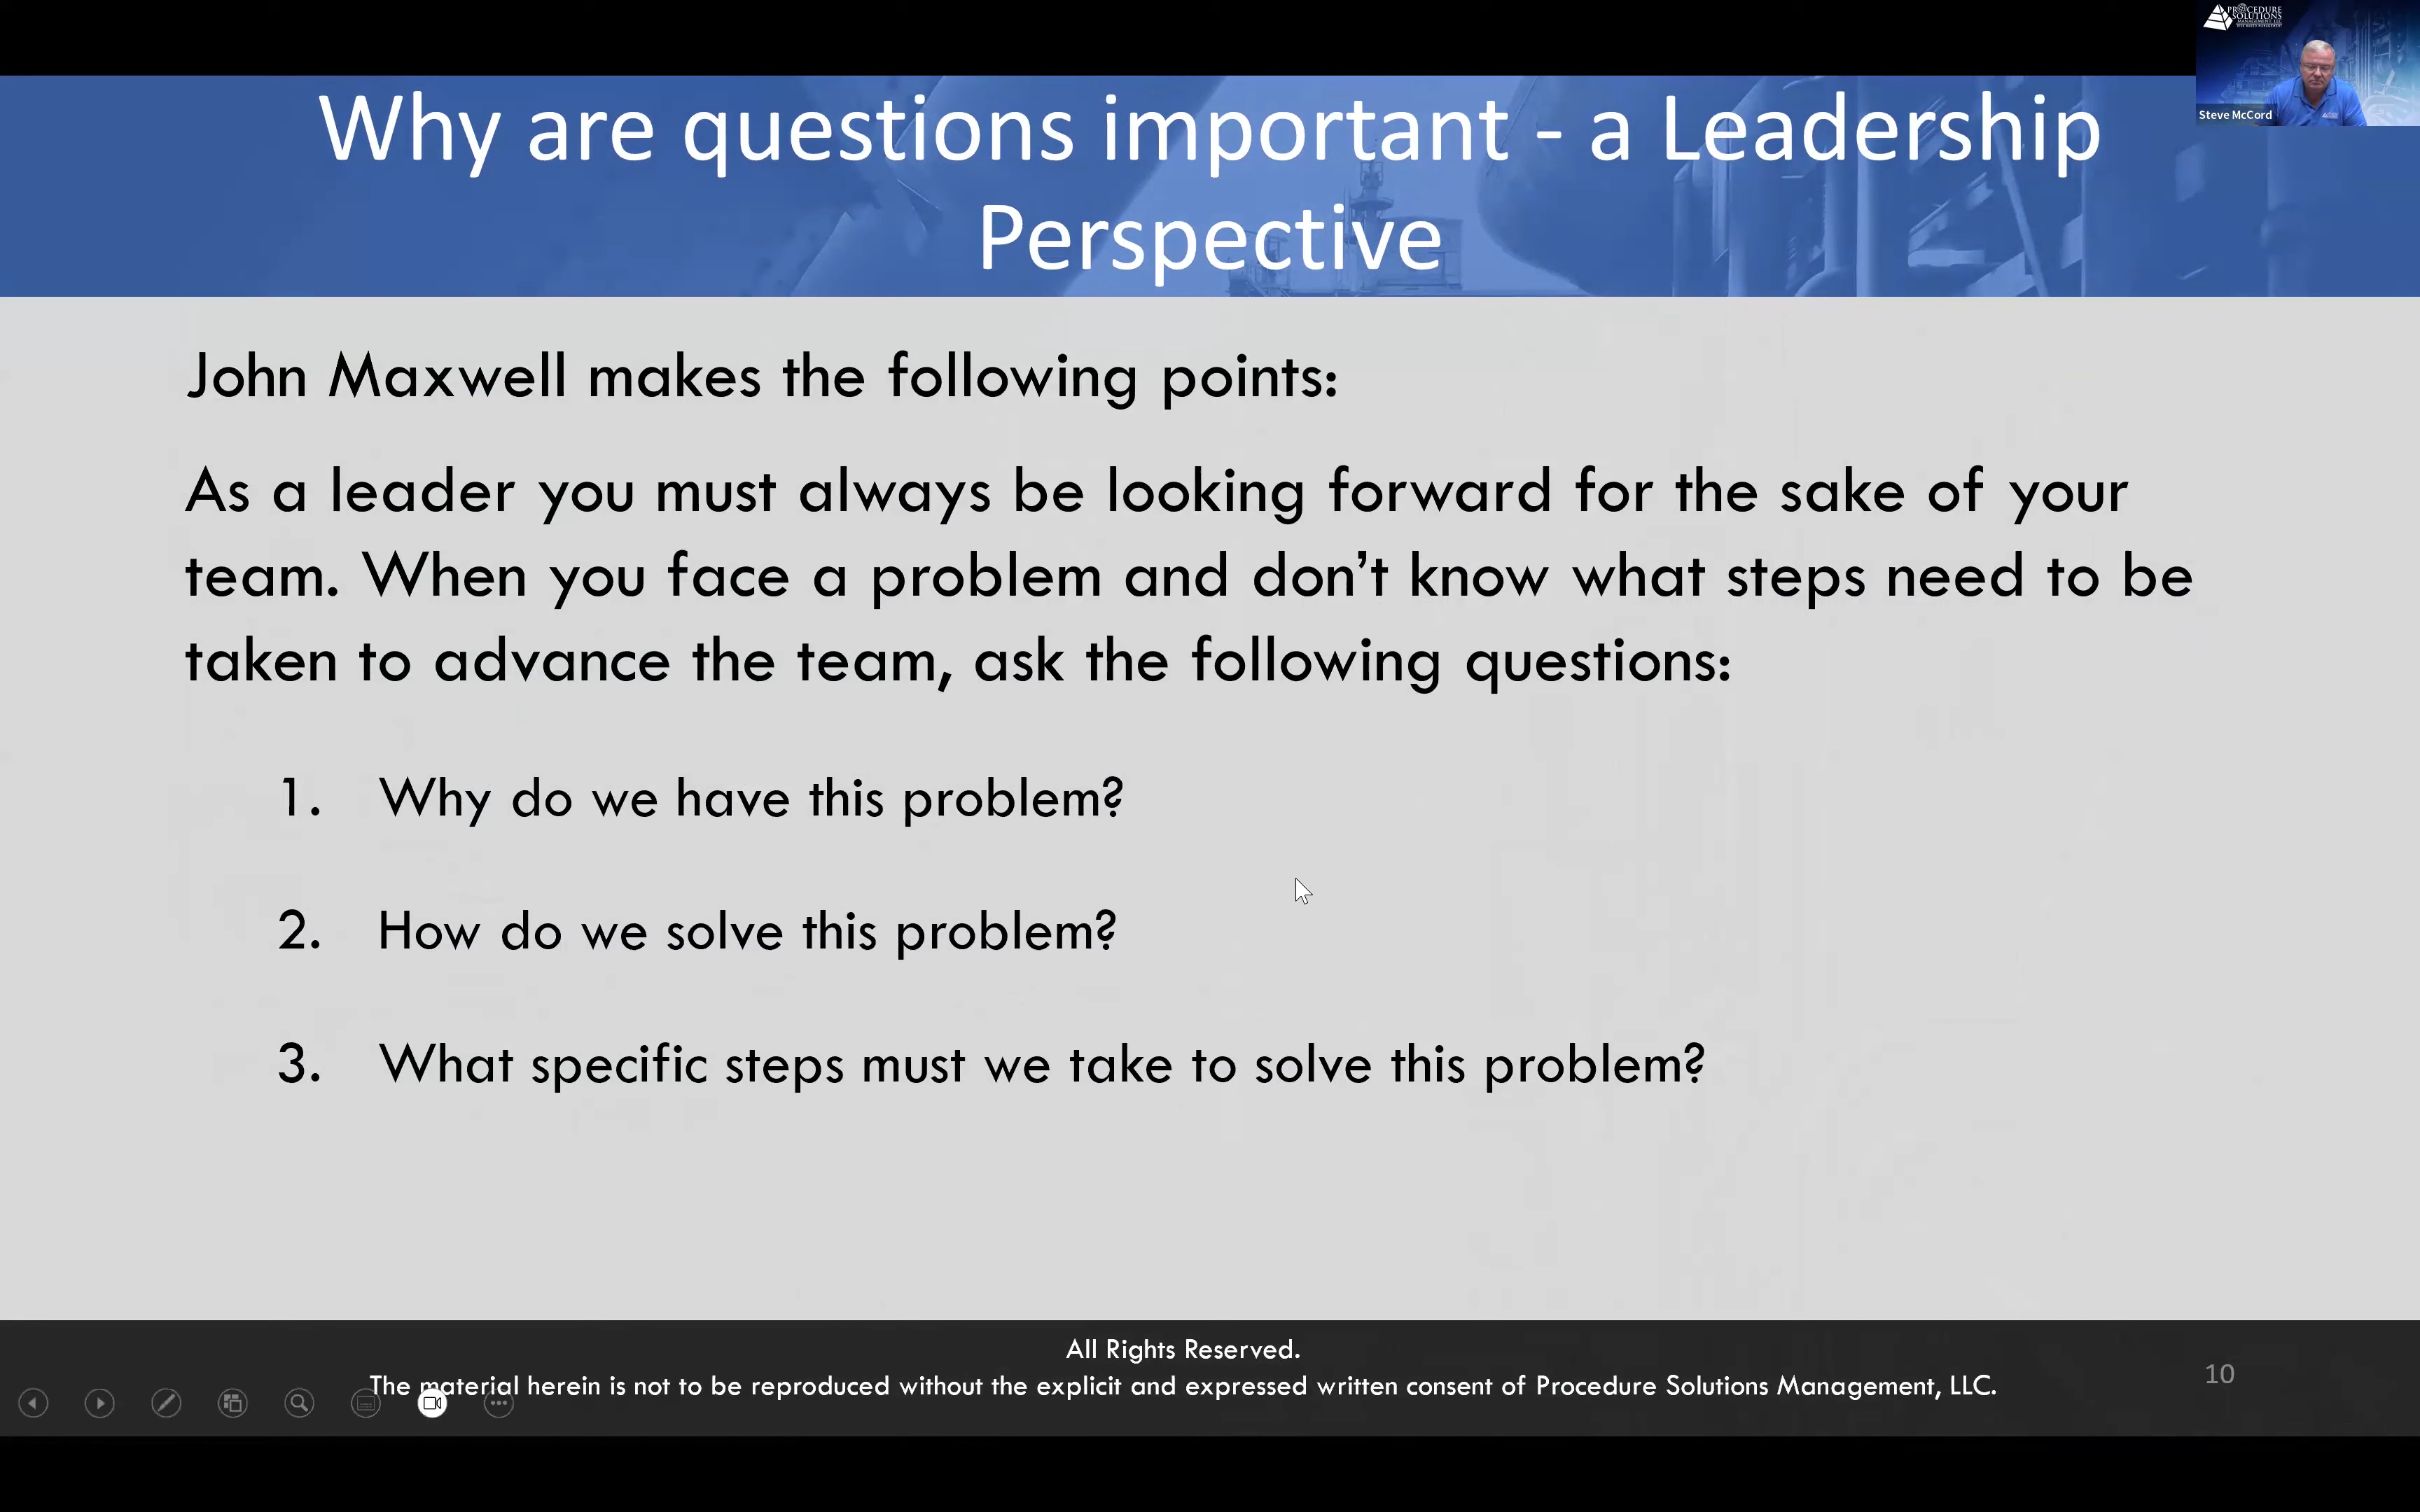 PROCEDURE
SOLUTIONS
Steve McCord
Why are questions important - a Leadership
Perspective
John Maxwell makes the following points:
As a leader you must always be looking forward for the sake of your
team. When you face a problem and don’t know what steps need to be
taken to advance the team, ask the following questions:
1. Why do we have this problem?
2. How do we solve this problem?
3. What specific steps must we take to solve this problem?
All Rights Reserved.
The material herein is not to be reproduced without the explicit and expressed written consent of Procedure Solutions Management, LLC.
10